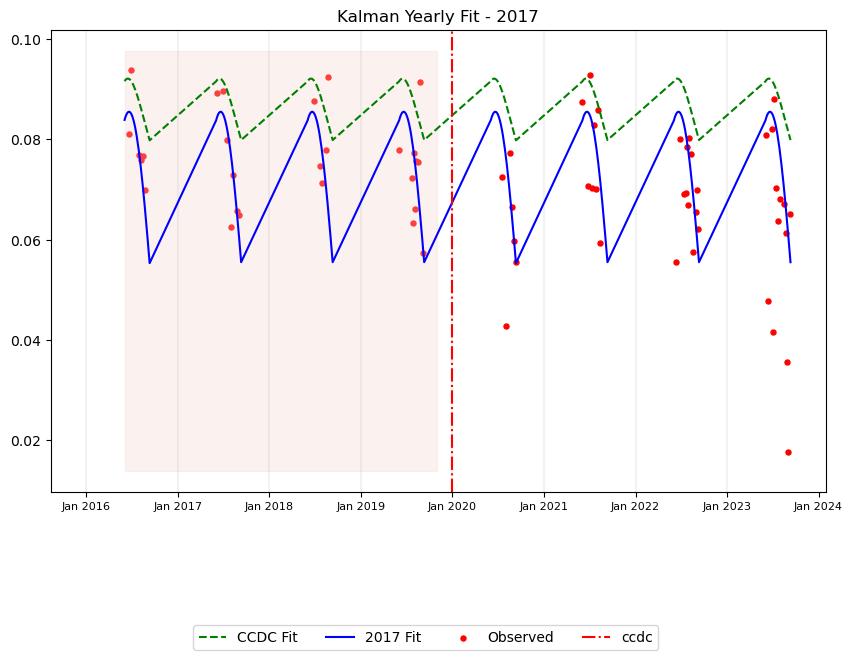 Kalman Yearly Fit - 2017
0.10
0.08
0.06
0.04
0.02
Jan 2016 Jan 2017 Jan 2018 Jan 2019 Jan 2020 Jan 2021 Jan 2022 Jan 2023 Jan 2024
CCDC Fit 2017 Fit Observed ccdc